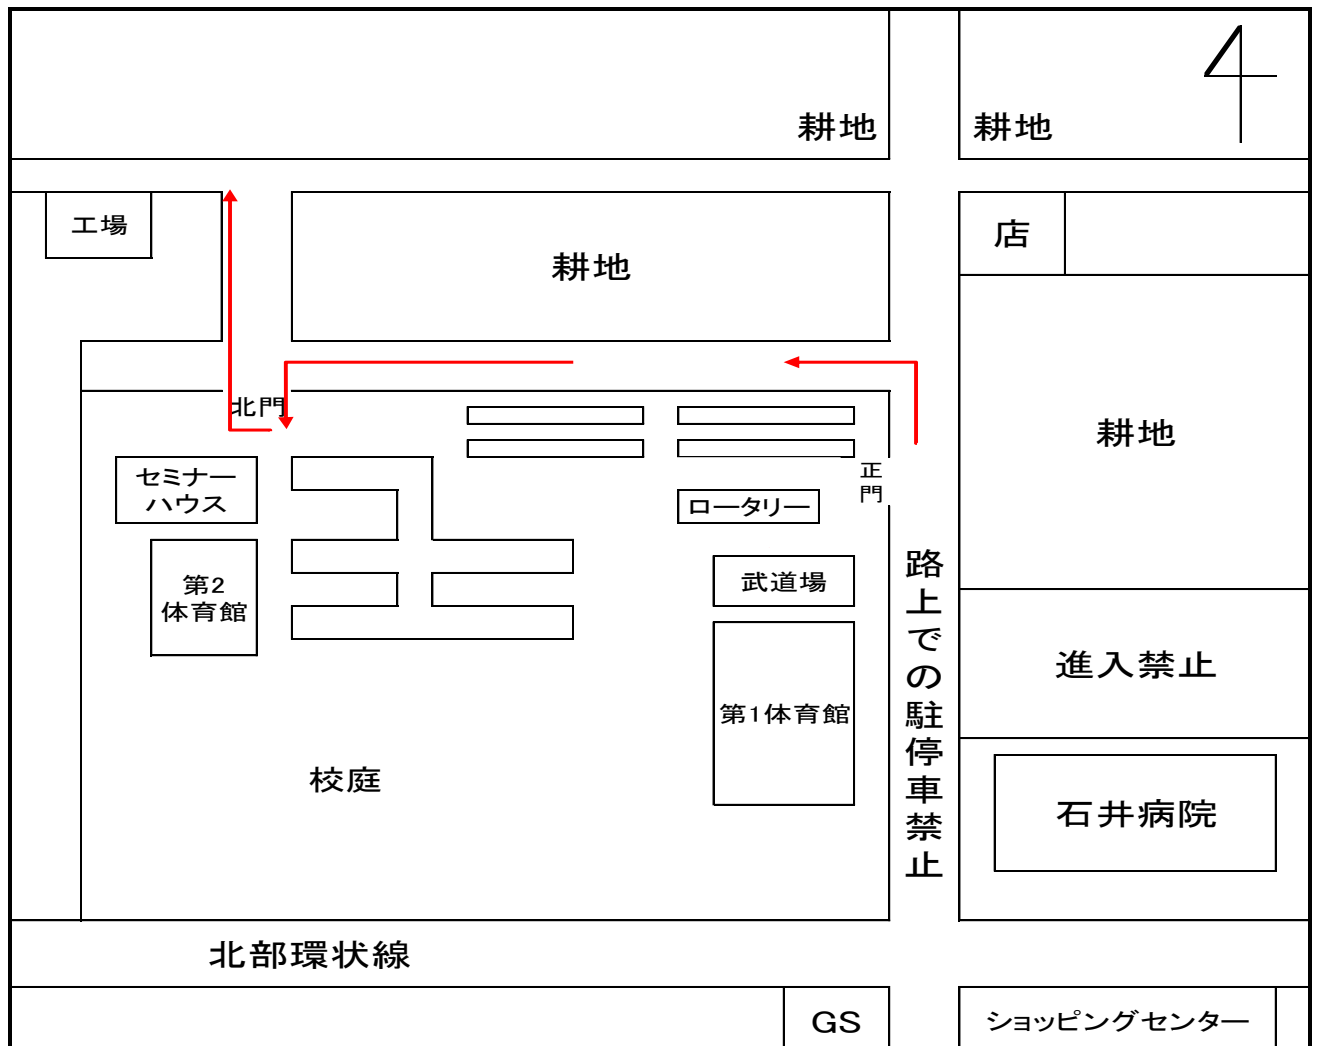 耕地
耕地
工場
店
耕地
北門
耕地
セミナー
ハウス
正
門
ロータリー
第2
体育館
武道場
路上での駐停車禁止
進入禁止
第1体育館
校庭
石井病院
北部環状線
GS
ショッピングセンター